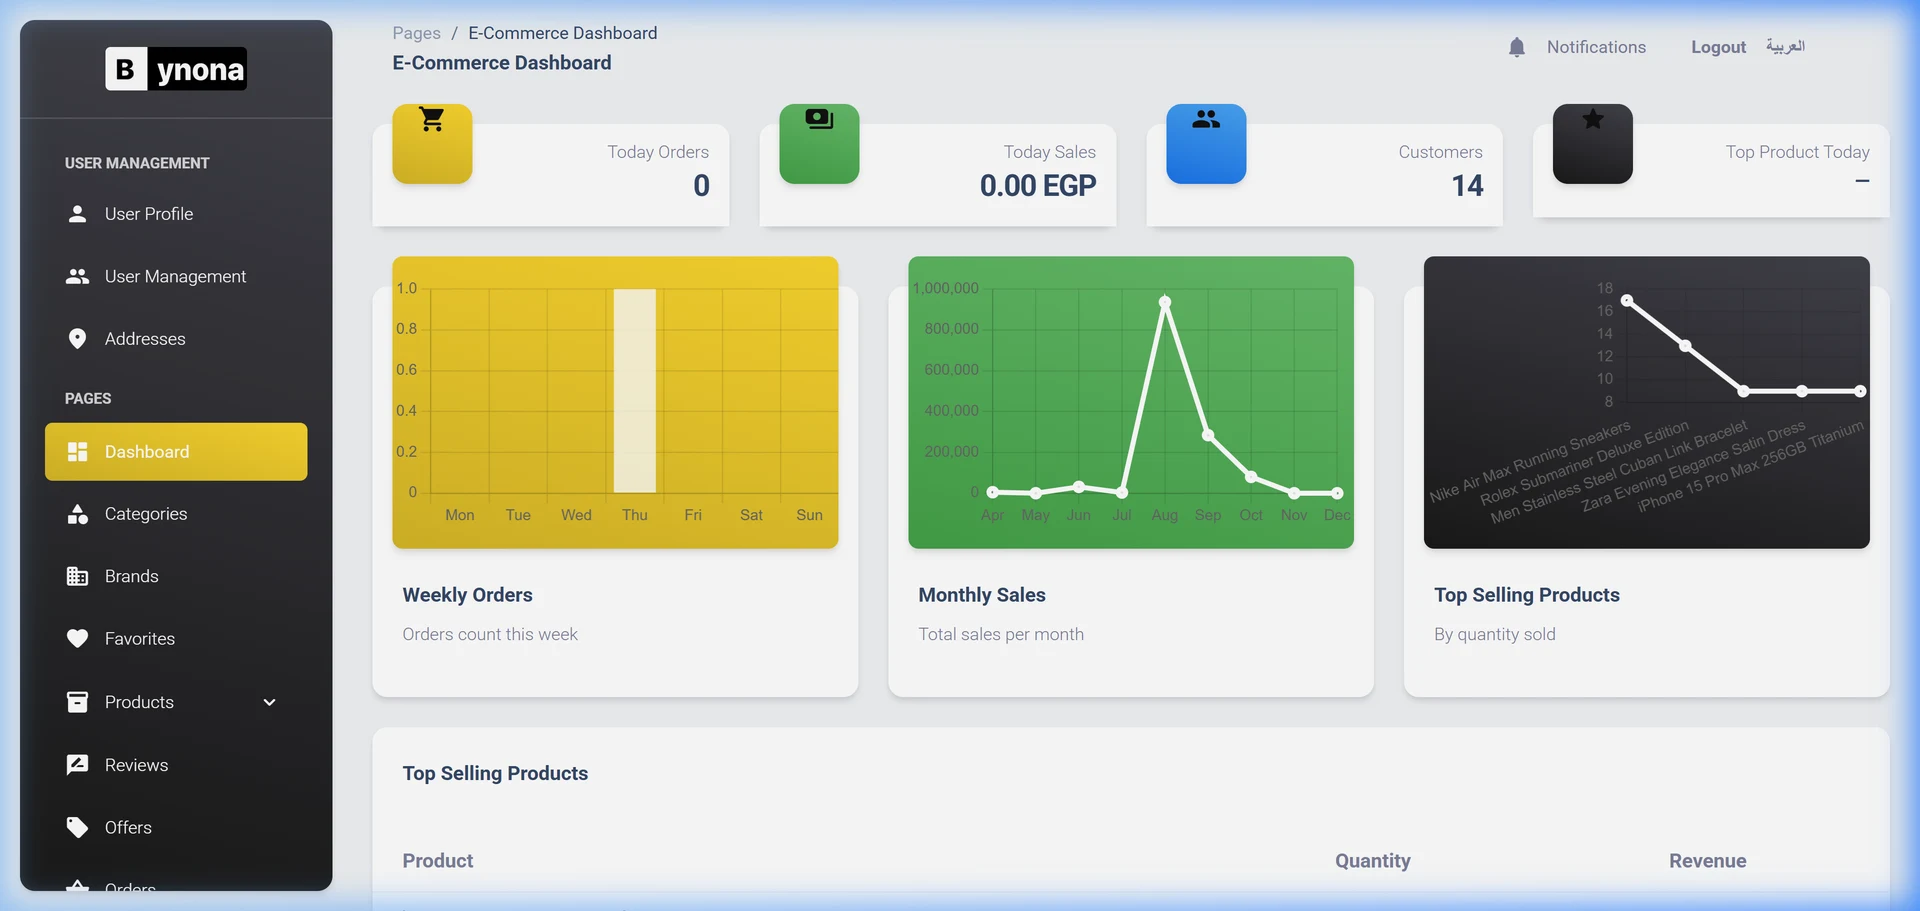 B ynona
USER MANAGEMENT
User Profile
User Management
Addresses
PAGES
Dashboard
Categories
Brands
Favorites
Products
Reviews
Offers
Orders
Pages / E-Commerce Dashboard
E-Commerce Dashboard
Notifications
Logout
العربية
Today Orders
0
Today Sales
0.00 EGP
Customers
14
Top Product Today
–
1.0
0.8
0.6
0.4
0.2
0
Mon Tue Wed Thu Fri Sat Sun
Weekly Orders
Orders count this week
1,000,000
800,000
600,000
400,000
200,000
0
Apr May Jun Jul Aug Sep Oct Nov Dec
Monthly Sales
Total sales per month
18
16
14
12
10
8
Nike Air Max Running Sneakers
Rolex Submariner Deluxe Edition
Men Stainless Steel Cuban Link Bracelet
Zara Evening Elegance Satin Dress
iPhone 15 Pro Max 256GB Titanium
Top Selling Products
By quantity sold
Top Selling Products
Product Quantity Revenue